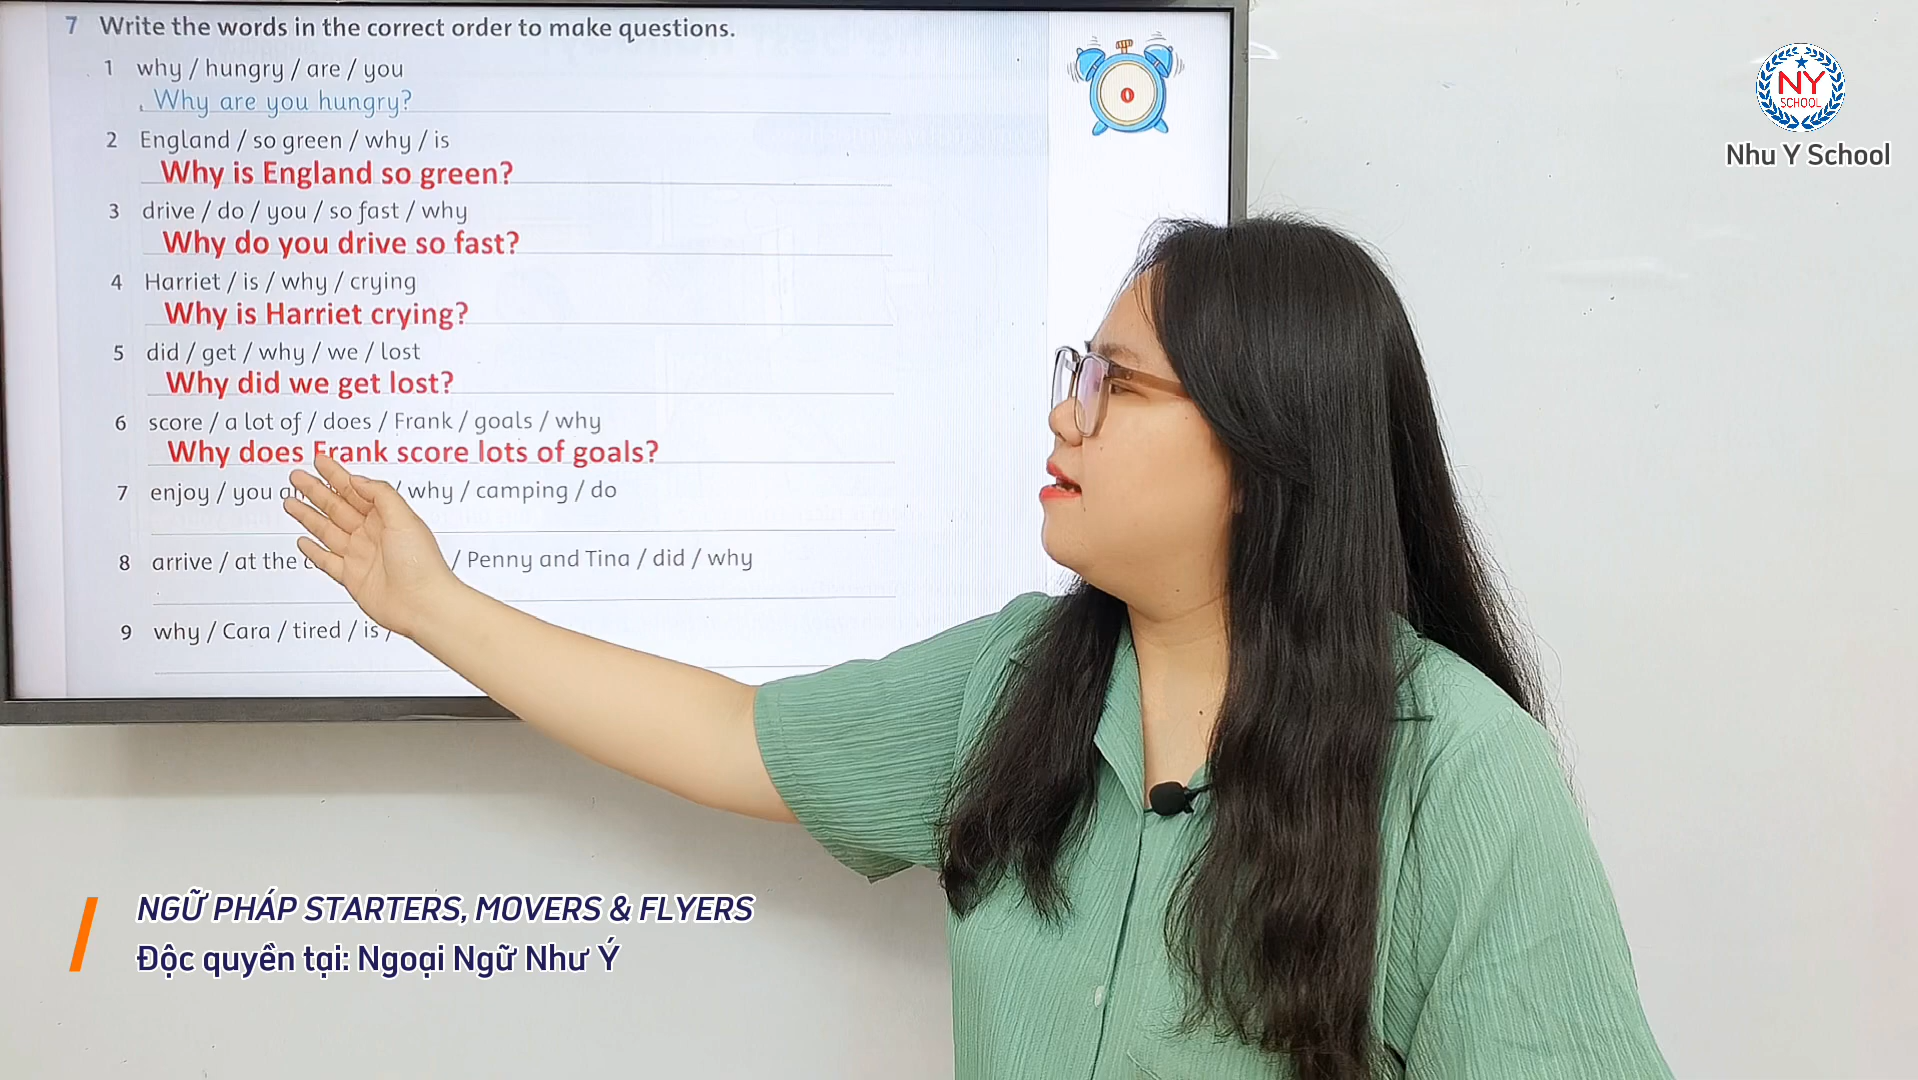 7 Write the words in the correct order to make questions.
1 why / hungry / are / you
Why are you hungry?
2 England / so green / why / is
Why is England so green?
3 drive / do / you / so fast / why
Why do you drive so fast?
4 Harriet / is / why / crying
Why is Harriet crying?
5 did / get / why / we / lost
Why did we get lost?
6 score / a lot of / does / Frank / goals / why
Why does Frank score lots of goals?
7 enjoy / you / why / camping / do
8 arrive / at the / Penny and Tina / did / why
9 why / Cara / tired / is /
0
NY
SCHOOL
Nhu Y School
NGỮ PHÁP STARTERS, MOVERS & FLYERS
Độc quyền tại: Ngoại Ngữ Như Ý